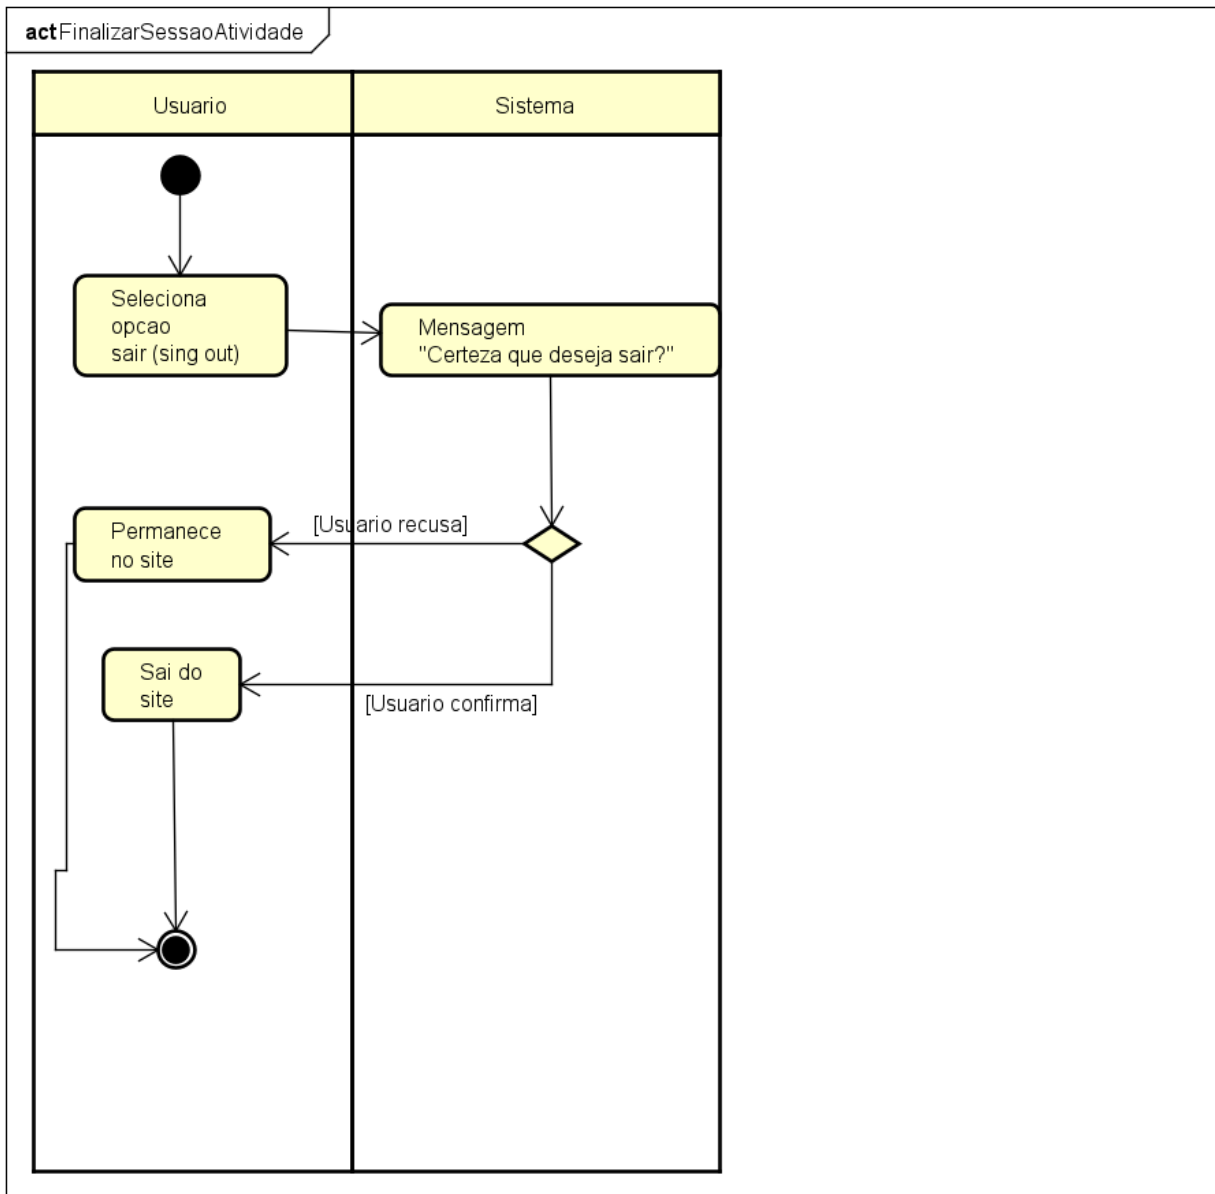 actFinalizarSessaoAtividade
Usuario
Sistema
Seleciona
opcao
sair (sing out)
Mensagem
"Certeza que deseja sair?"
[Usuario recusa]
Permanece
no site
Sai do
site
[Usuario confirma]